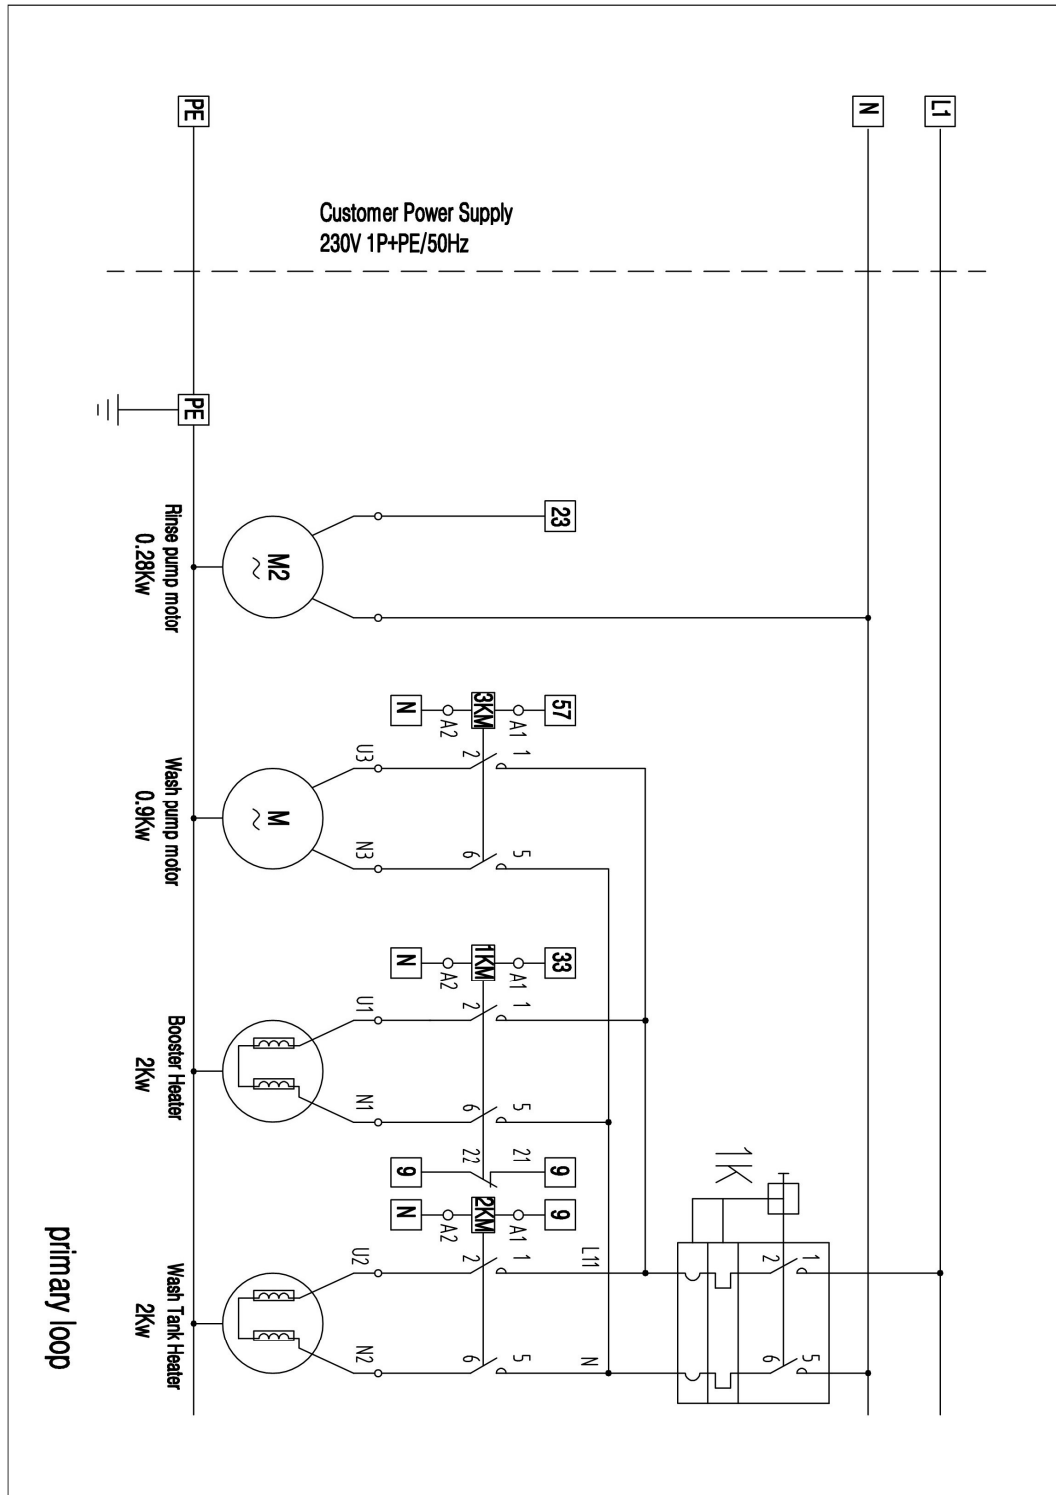 PE
N
L1
Customer Power Supply
230V 1P+PE/50Hz
PE
Rinse pump motor
0.28Kw
M2
~
23
57
A1
3KM
A2
N
1
2
U3
5
6
N3
M
~
Wash pump motor
0.9Kw
33
A1
1KM
A2
N
1
2
U1
5
6
N1
Booster Heater
2Kw
9
21
22
9
9
A1
2KM
A2
N
1K
1
2
L11
1
2
U2
5
6
N
5
6
N2
Wash Tank Heater
2Kw
primary loop